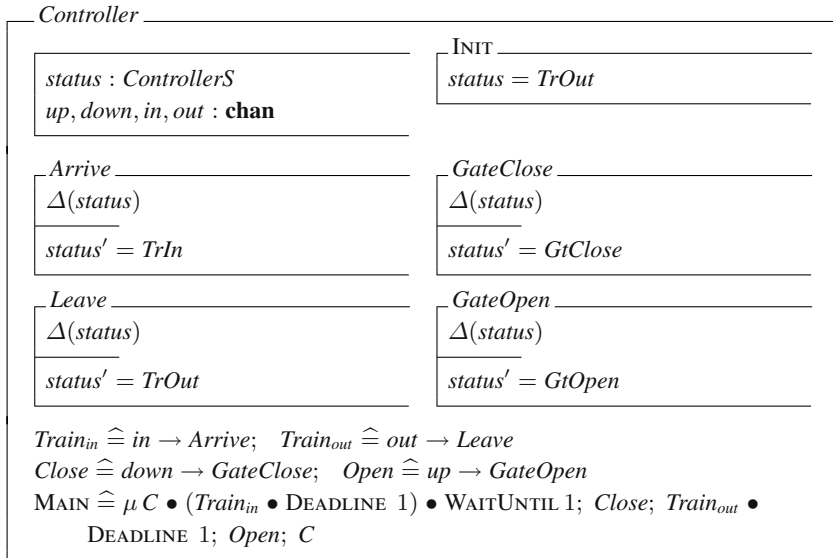 Controller
status : ControllerS
up, down, in, out : chan
INIT
status = TrOut
Arrive
Δ(status)
status′ = TrIn
GateClose
Δ(status)
status′ = GtClose
Leave
Δ(status)
status′ = TrOut
GateOpen
Δ(status)
status′ = GtOpen
Train_in ≙ in → Arrive; Train_out ≙ out → Leave
Close ≙ down → GateClose; Open ≙ up → GateOpen
MAIN ≙ μ C • (Train_in • DEADLINE 1) • WAITUNTIL 1; Close; Train_out •
DEADLINE 1; Open; C